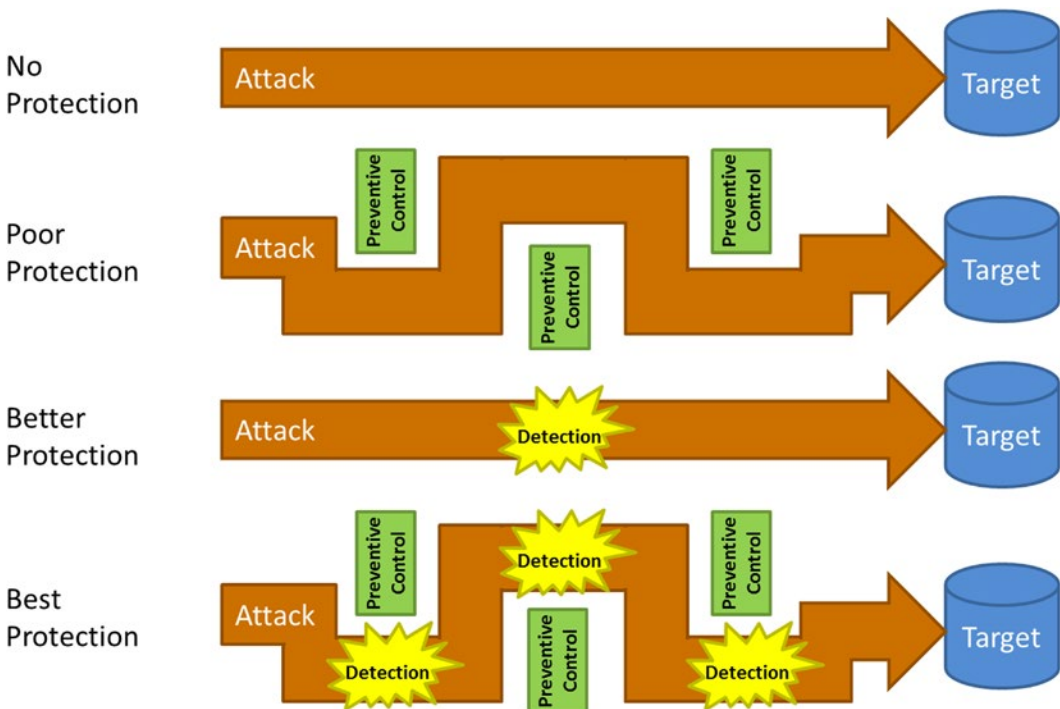 No
Protection
Attack
Target
Poor
Protection
Attack
Preventive
Control
Preventive
Control
Preventive
Control
Target
Better
Protection
Attack
Detection
Target
Best
Protection
Attack
Preventive
Control
Detection
Detection
Preventive
Control
Preventive
Control
Detection
Target